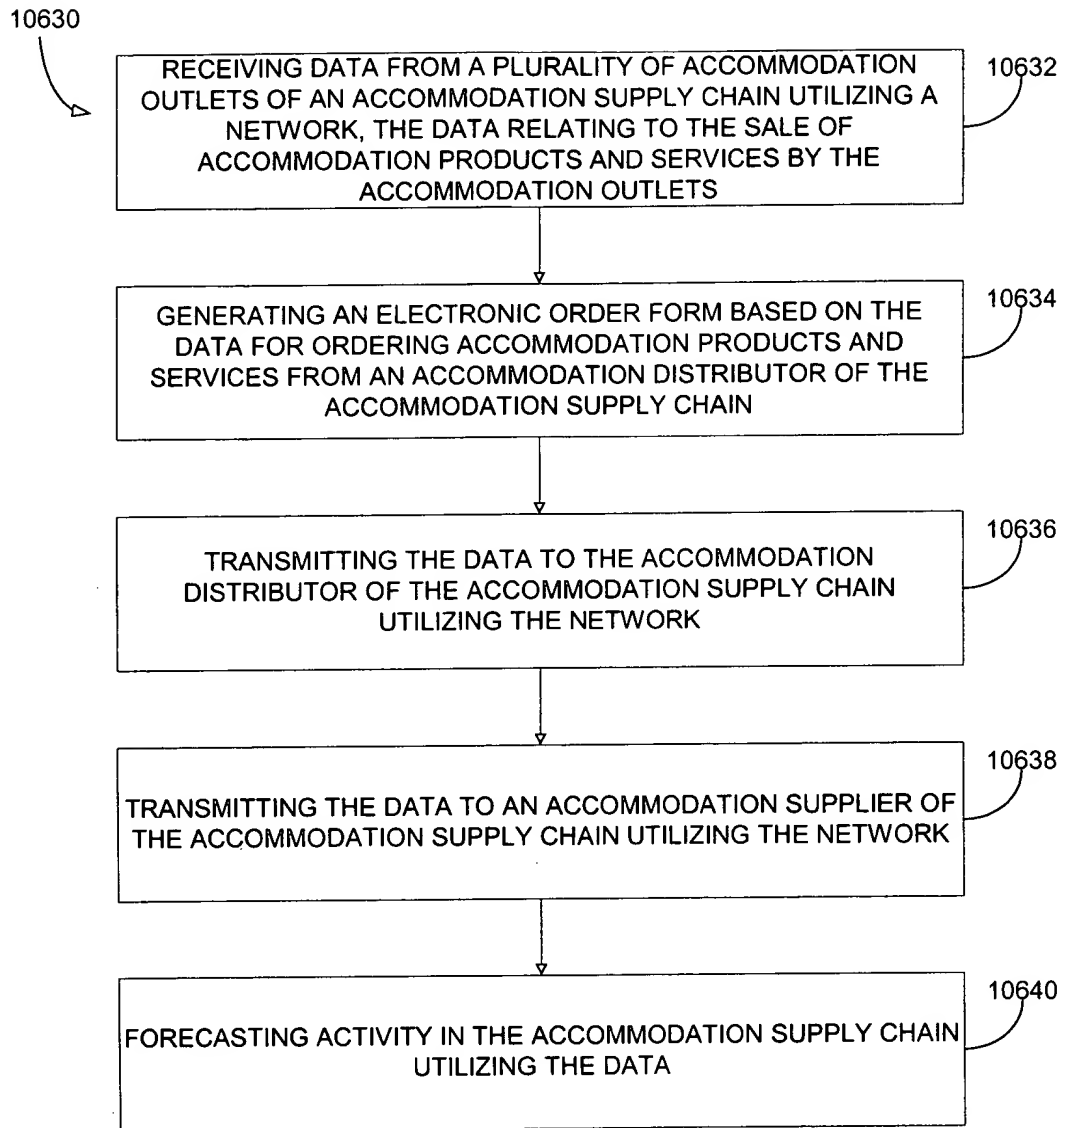 10630
RECEIVING DATA FROM A PLURALITY OF ACCOMMODATION
OUTLETS OF AN ACCOMMODATION SUPPLY CHAIN UTILIZING A
NETWORK, THE DATA RELATING TO THE SALE OF
ACCOMMODATION PRODUCTS AND SERVICES BY THE
ACCOMMODATION OUTLETS
10632
GENERATING AN ELECTRONIC ORDER FORM BASED ON THE
DATA FOR ORDERING ACCOMMODATION PRODUCTS AND
SERVICES FROM AN ACCOMMODATION DISTRIBUTOR OF THE
ACCOMMODATION SUPPLY CHAIN
10634
TRANSMITTING THE DATA TO THE ACCOMMODATION
DISTRIBUTOR OF THE ACCOMMODATION SUPPLY CHAIN
UTILIZING THE NETWORK
10636
TRANSMITTING THE DATA TO AN ACCOMMODATION SUPPLIER OF
THE ACCOMMODATION SUPPLY CHAIN UTILIZING THE NETWORK
10638
FORECASTING ACTIVITY IN THE ACCOMMODATION SUPPLY CHAIN
UTILIZING THE DATA
10640